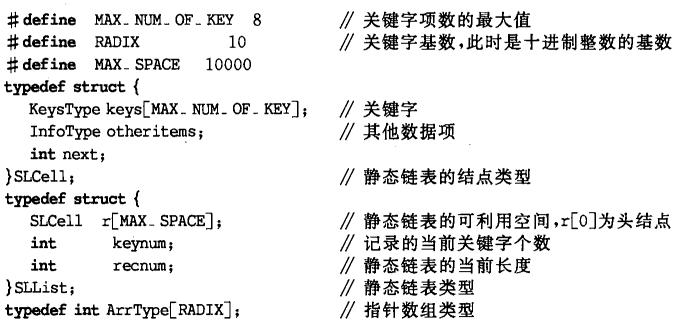 #define MAX_NUM_OF_KEY 8 // 关键字项数的最大值
#define RADIX 10 // 关键字基数,此时是十进制整数的基数
#define MAX_SPACE 10000
typedef struct {
KeysType keys[MAX_NUM_OF_KEY]; // 关键字
InfoType otheritems; // 其他数据项
int next;
}SLCell; // 静态链表的结点类型
typedef struct {
SLCell r[MAX_SPACE]; // 静态链表的可利用空间,r[0]为头结点
int keynum; // 记录的当前关键字个数
int recnum; // 静态链表的当前长度
}SLList; // 静态链表类型
typedef int ArrType[RADIX]; // 指针数组类型